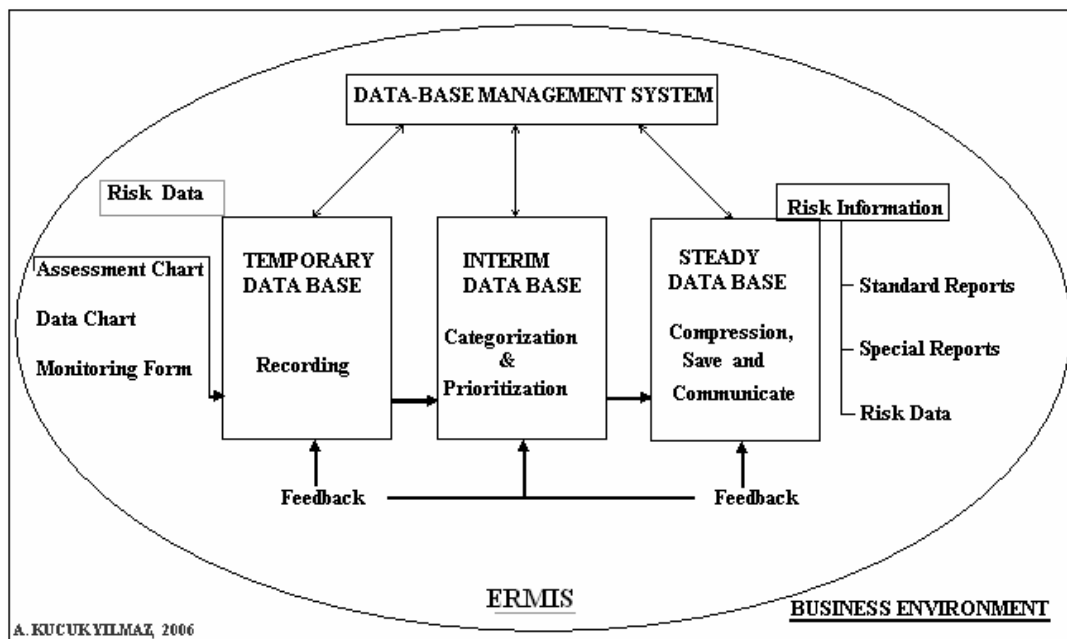 DATA-BASE MANAGEMENT SYSTEM
Risk Data
Assessment Chart
Data Chart
Monitoring Form
TEMPORARY
DATA BASE
Recording
INTERIM
DATA BASE
Categorization
&
Prioritization
STEADY
DATA BASE
Compression,
Save and
Communicate
Risk Information
Standard Reports
Special Reports
Risk Data
Feedback
Feedback
ERMIS
BUSINESS ENVIRONMENT
A. KUCUK YILMAZ, 2006